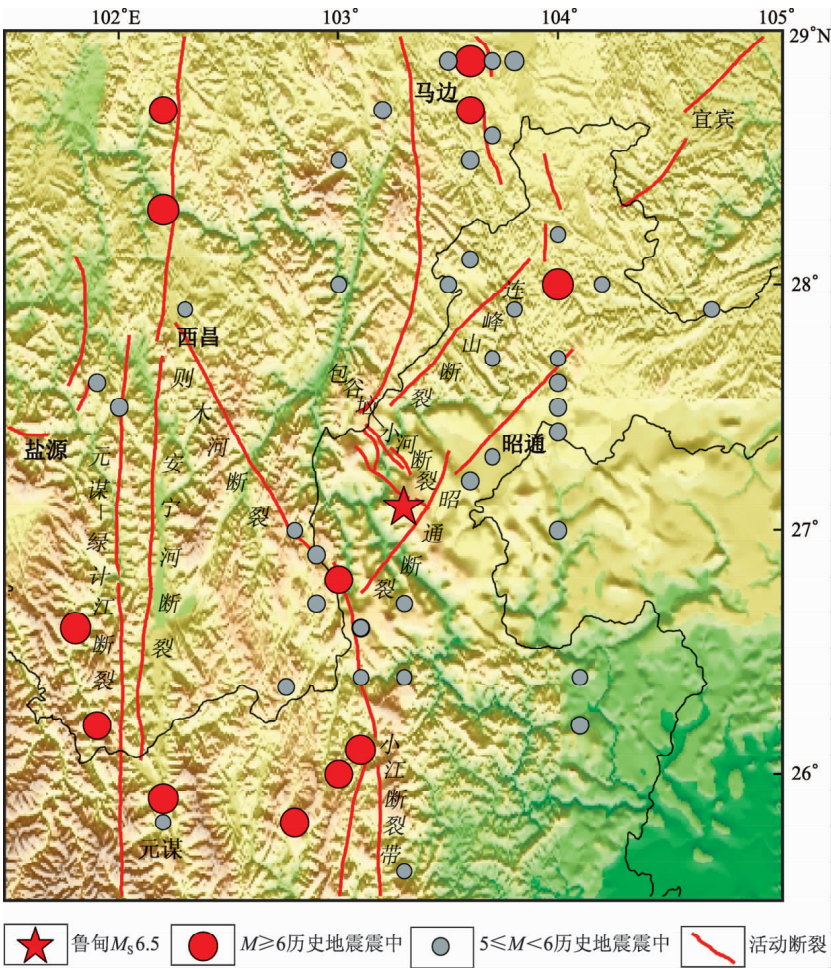 102°E
103°
104°
105°
29°N
马边
宜宾
28°
西昌
连峰山断裂
包谷垴小河断裂
则木河断裂
盐源
昭通
安宁河断裂
元谋-绿汁江断裂
昭通断裂
27°
26°
小江断裂带
元谋
鲁甸Ms6.5
M≥6历史地震震中
5≤M<6历史地震震中
活动断裂